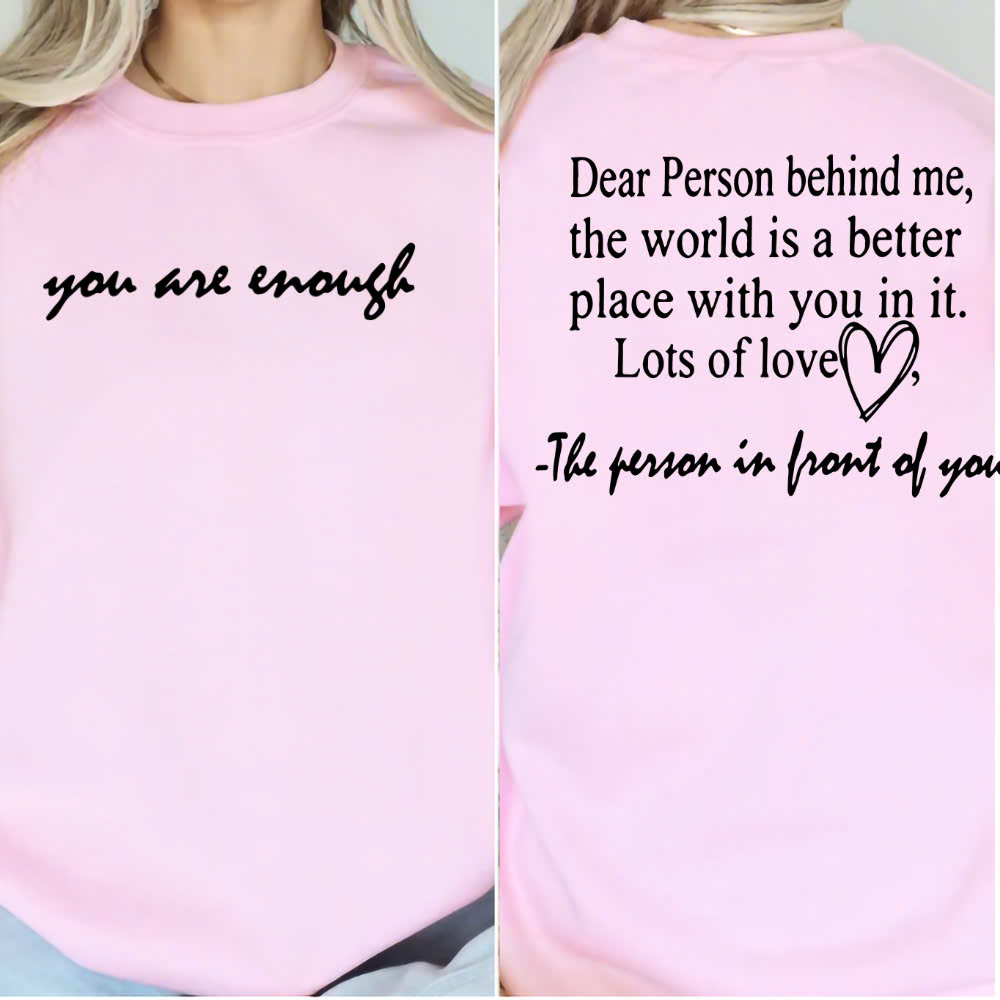 you are enough
Dear Person behind me,
the world is a better
place with you in it.
Lots of love,
-The person in front of you